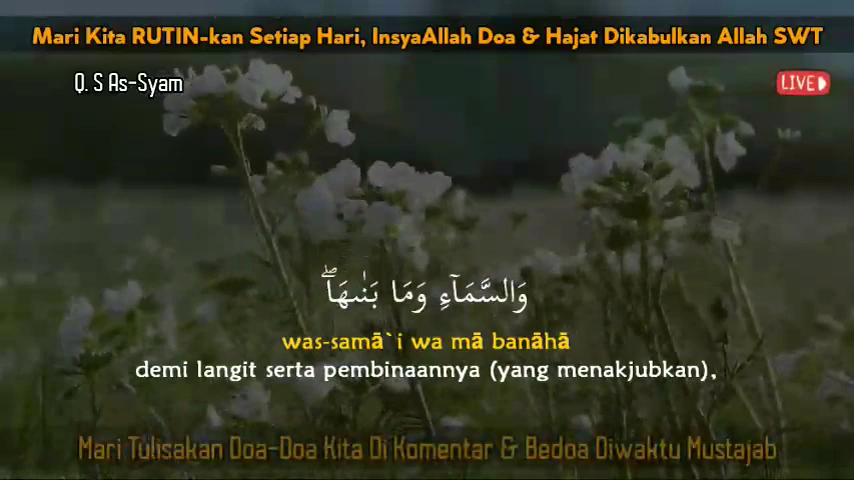 Mari Kita RUTIN-kan Setiap Hari, InsyaAllah Doa & Hajat Dikabulkan Allah SWT
Q. S As-Syam
LIVE
وَالسَّمَاۤءِ وَمَا بَنٰىهَاۖ
was-samā`i wa mā banāhā
demi langit serta pembinaannya (yang menakjubkan),
Mari Tulisakan Doa-Doa Kita Di Komentar & Bedoa Diwaktu Mustajab